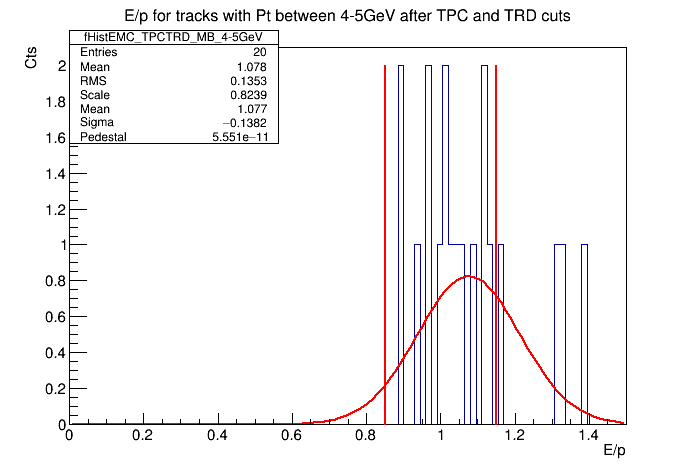 E/p for tracks with Pt between 4-5GeV after TPC and TRD cuts
fHistEMC_TPCTRD_MB_4-5GeV
Entries 20
Mean 1.078
RMS 0.1353
Scale 0.8239
Mean 1.077
Sigma −0.1382
Pedestal 5.551e−11
Cts
2
1.8
1.6
1.4
1.2
1
0.8
0.6
0.4
0.2
0
0 0.2 0.4 0.6 0.8 1 1.2 1.4
E/p